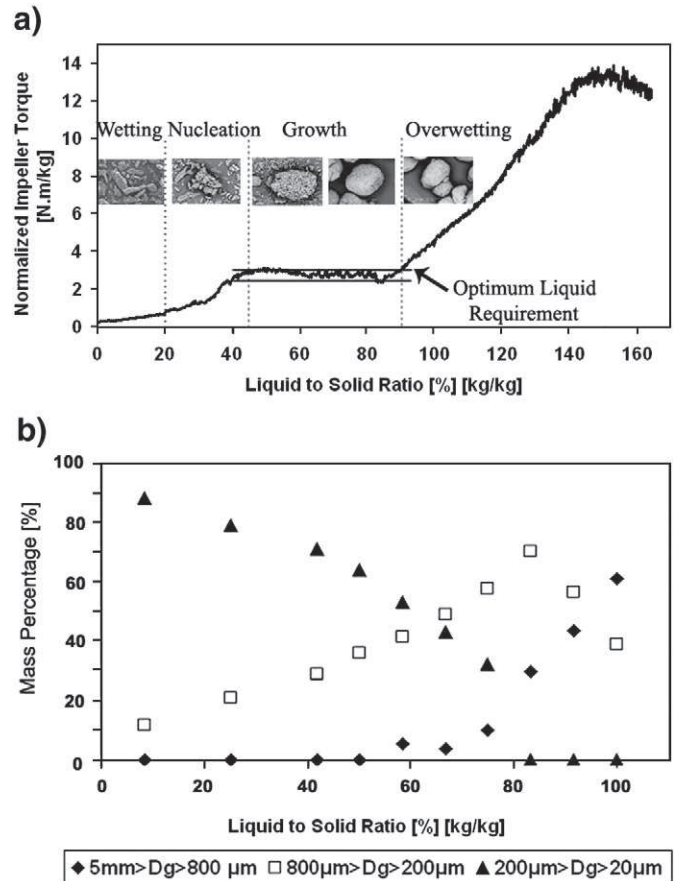 a)
Normalized Impeller Torque
[N.m/kg]
14
12
10
8
6
4
2
0
Wetting Nucleation Growth Overwetting
Optimum Liquid
Requirement
0 20 40 60 80 100 120 140 160
Liquid to Solid Ratio [%] [kg/kg]
b)
Mass Percentage [%]
100
80
60
40
20
0
0 20 40 60 80 100
Liquid to Solid Ratio [%] [kg/kg]
◆ 5mm>Dg>800 µm □ 800µm>Dg>200µm ▲ 200µm>Dg>20µm